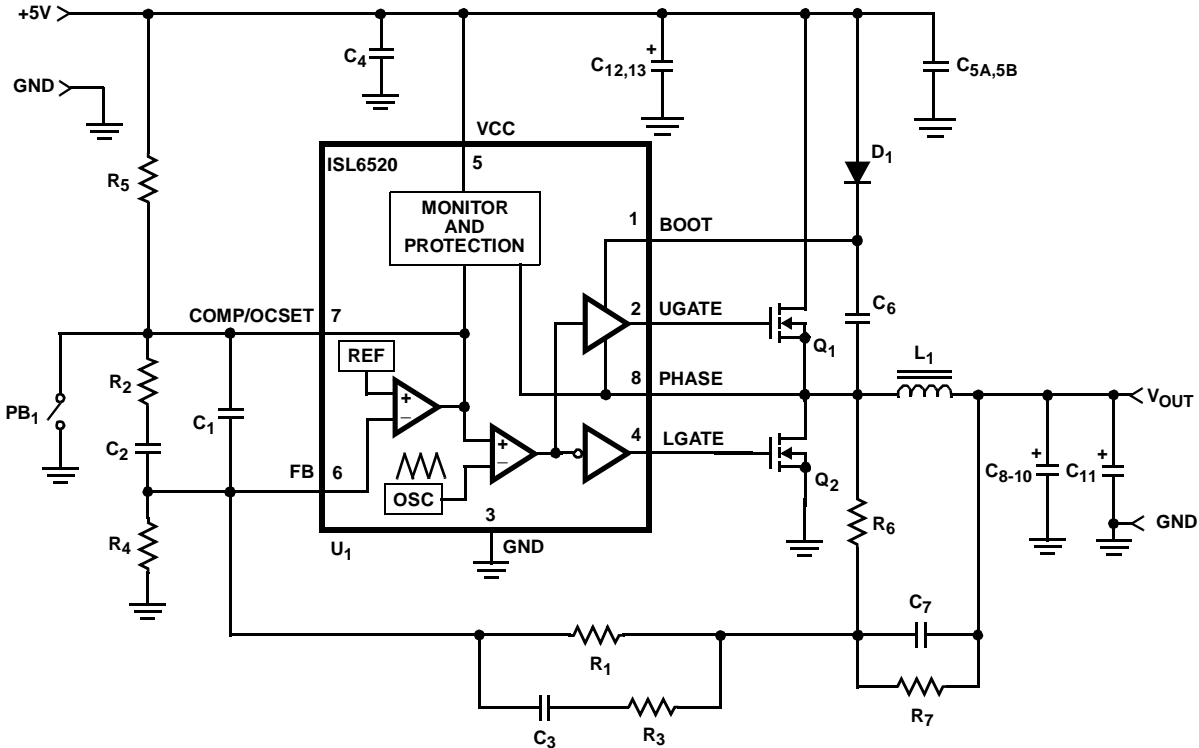 +5V
C4
C12,13
+
C5A,5B
GND
VCC
D1
ISL6520
5
R5
MONITOR
AND
PROTECTION
1
BOOT
C6
2
UGATE
COMP/OCSET
7
Q1
REF
L1
R2
8
PHASE
VOUT
PB1
C1
+
−
C2
+
−
4
LGATE
+
+
C8-10
C11
FB
6
OSC
Q2
3
R6
GND
R4
U1
GND
C7
R1
R7
C3
R3